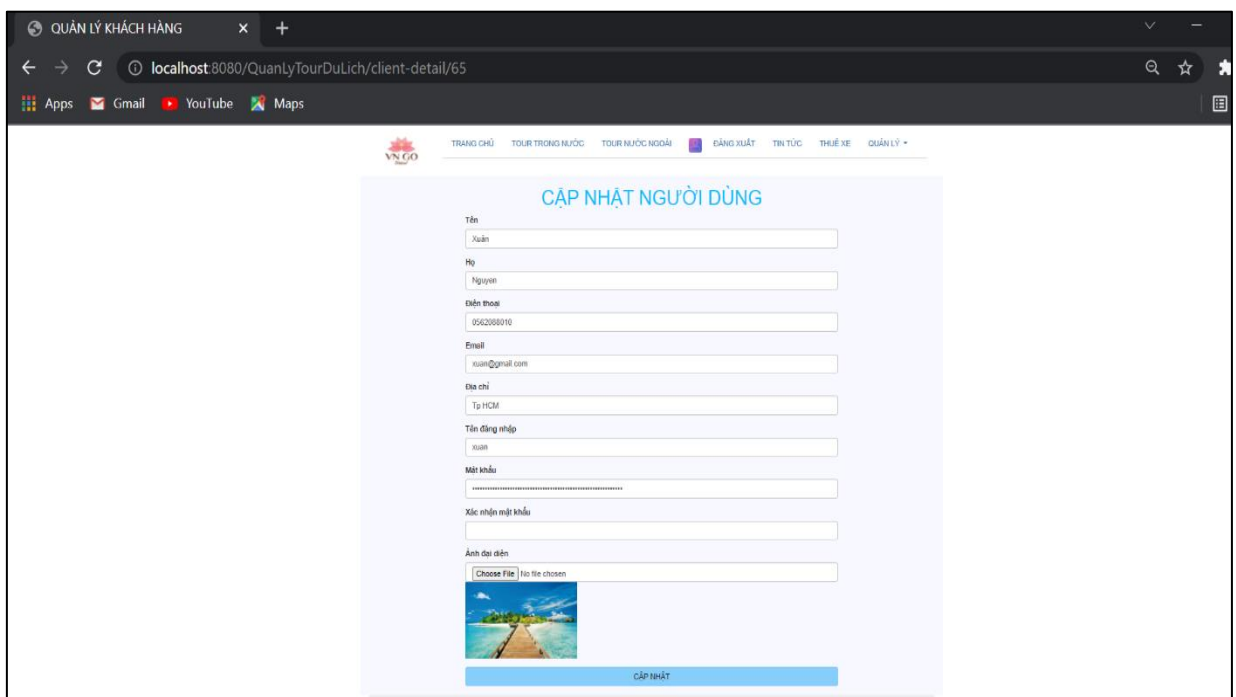 QUẢN LÝ KHÁCH HÀNG
localhost:8080/QuanLyTourDuLich/client-detail/65
Apps Gmail YouTube Maps
VN GO
TRANG CHỦ TOUR TRONG NƯỚC TOUR NƯỚC NGOÀI ĐĂNG XUẤT TIN TỨC THUÊ XE QUẢN LÝ
CẬP NHẬT NGƯỜI DÙNG
Tên
Xuân
Họ
Nguyen
Điện thoại
0562088010
Email
xuan@gmail.com
Địa chỉ
Tp HCM
Tên đăng nhập
xuan
Mật khẩu
Xác nhận mật khẩu
Ảnh đại diện
Choose File No file chosen
CẬP NHẬT